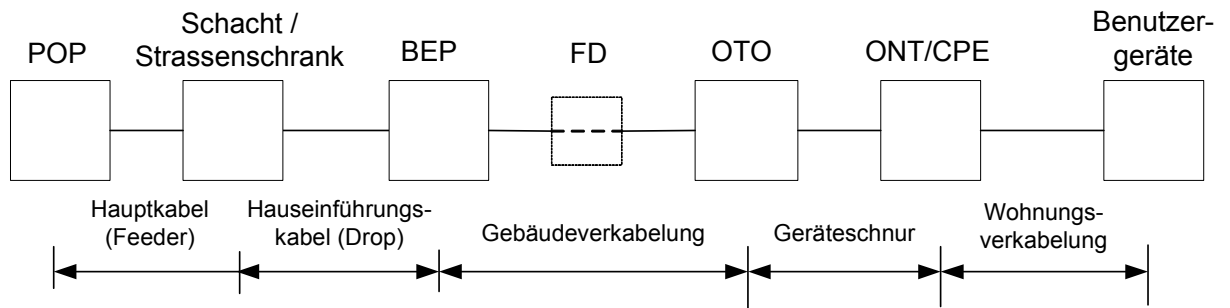 POP
Schacht /
Strassenschrank
BEP
FD
OTO
ONT/CPE
Benutzer-
geräte
Hauptkabel
(Feeder)
Hauseinführungs-
kabel (Drop)
Gebäudeverkabelung
Geräteschnur
Wohnungs-
verkabelung